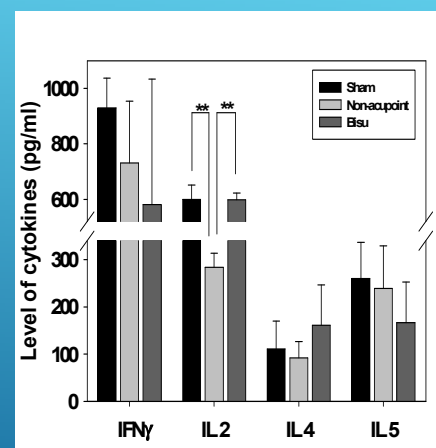 Level of cytokines (pg/ml)
1000
800
600
300
200
100
0
** **
Sham
Non-acupoint
Bisu
IFNγ IL2 IL4 IL5